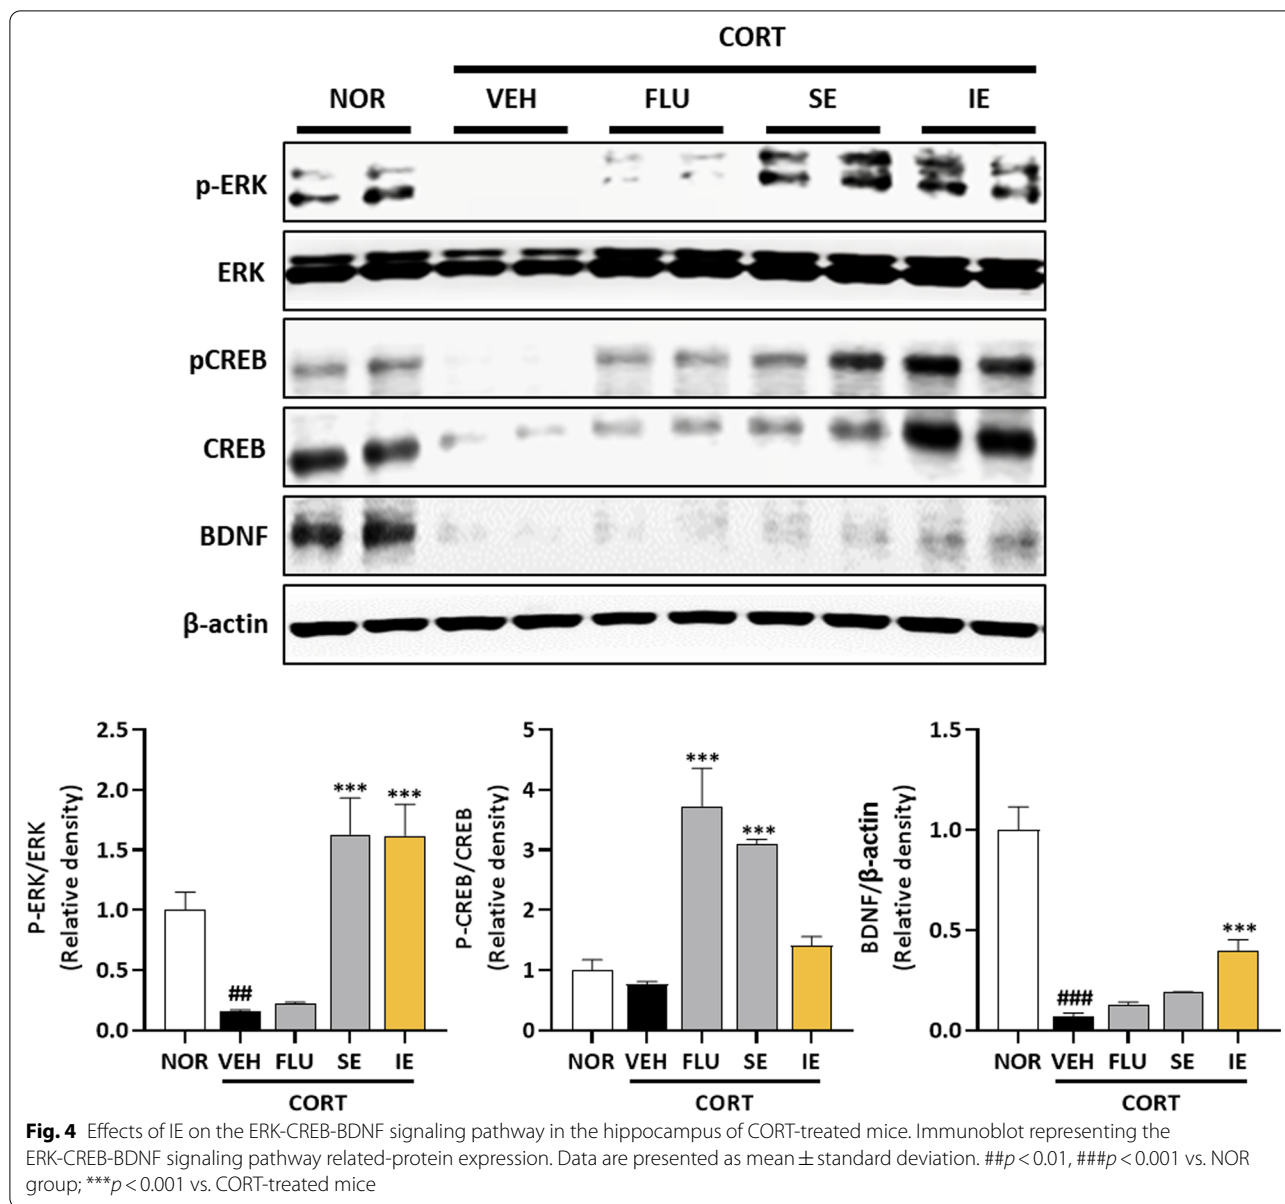 CORT
NOR VEH FLU SE IE
p-ERK
ERK
pCREB
CREB
BDNF
β-actin
P-ERK/ERK
(Relative density)
2.5
2.0
1.5
1.0
0.5
0.0
##
***
***
NOR VEH FLU SE IE
CORT
P-CREB/CREB
(Relative density)
5
4
3
2
1
0
***
***
NOR VEH FLU SE IE
CORT
BDNF/β-actin
(Relative density)
1.5
1.0
0.5
0.0
###
***
NOR VEH FLU SE IE
CORT
Fig. 4 Effects of IE on the ERK-CREB-BDNF signaling pathway in the hippocampus of CORT-treated mice. Immunoblot representing the
ERK-CREB-BDNF signaling pathway related-protein expression. Data are presented as mean ± standard deviation. ##p < 0.01, ###p < 0.001 vs. NOR
group; ***p < 0.001 vs. CORT-treated mice